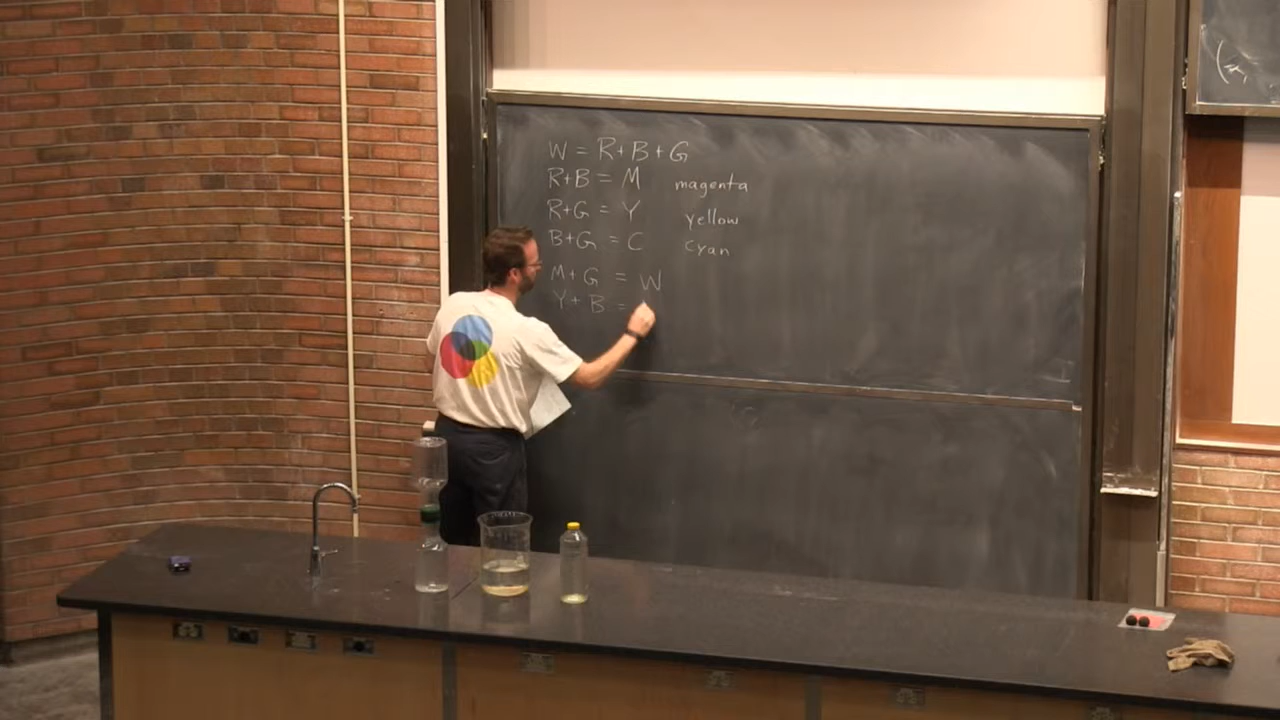 W = R+B+G
R+B = M magenta
R+G = Y yellow
B+G = C cyan
M+G = W
Y+B =